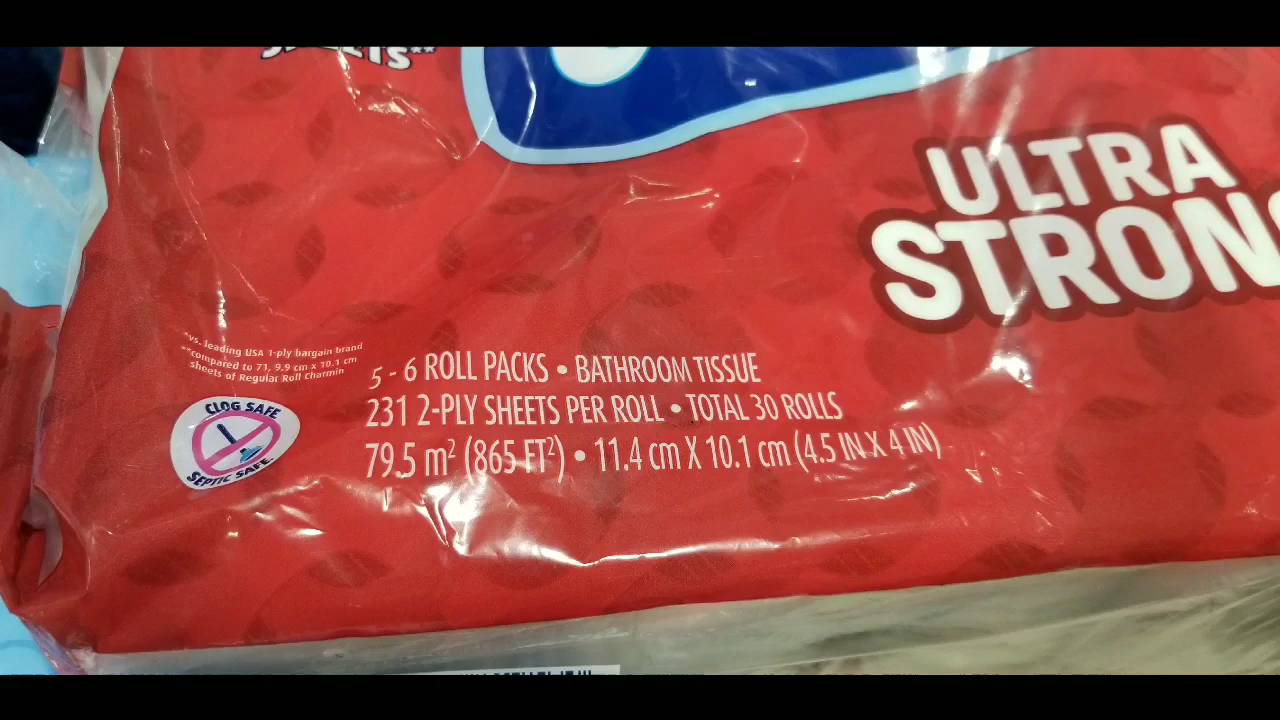 ULTRA
STRON
*vs. leading USA 1-ply bargain brand
**compared to 71, 9.9 cm x 10.1 cm
sheets of Regular Roll Charmin
CLOG SAFE
SEPTIC SAFE
5 - 6 ROLL PACKS • BATHROOM TISSUE
231 2-PLY SHEETS PER ROLL • TOTAL 30 ROLLS
79.5 m² (865 FT²) • 11.4 cm X 10.1 cm (4.5 IN X 4 IN)